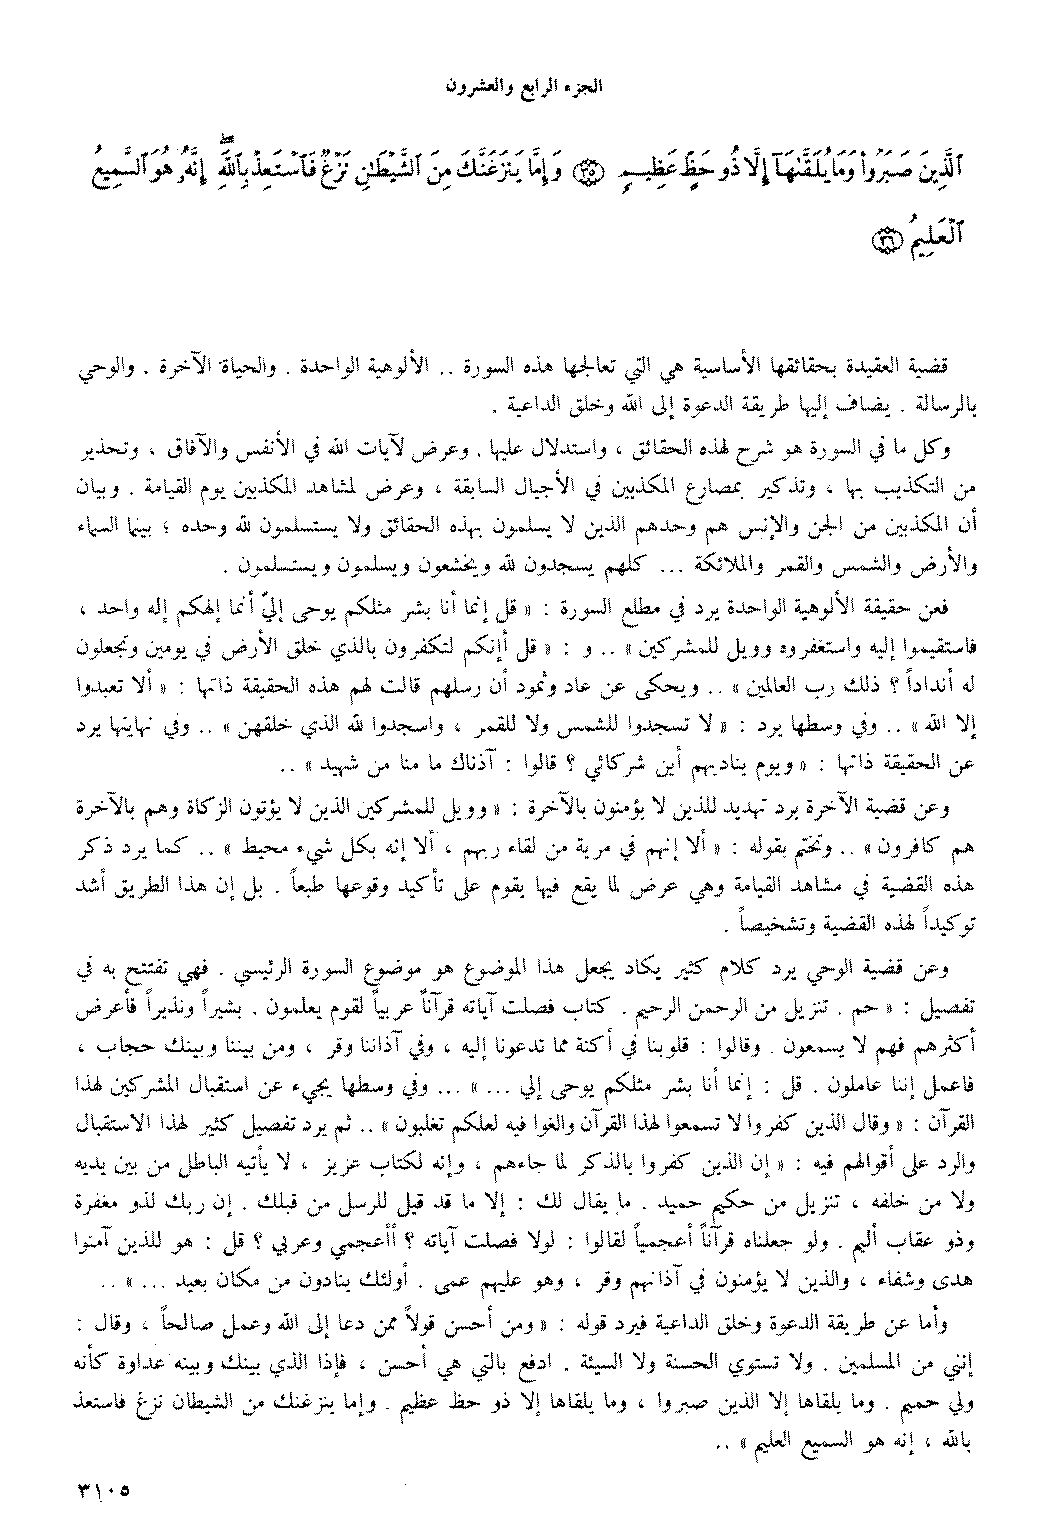 الجزء الرابع والعشرون
ٱلَّذِينَ صَبَرُوا۟ وَمَا يُلَقَّىٰهَآ إِلَّا ذُو حَظٍّ عَظِيمٍ ﴿٣٥﴾ وَإِمَّا يَنزَغَنَّكَ مِنَ ٱلشَّيْطَٰنِ نَزْغٌ فَٱسْتَعِذْ بِٱللَّهِ ۖ إِنَّهُۥ هُوَ ٱلسَّمِيعُ
ٱلْعَلِيمُ ﴿٣٦﴾
قضية العقيدة بحقائقها الأساسية هي التي تعالجها هذه السورة .. الألوهية الواحدة . والحياة الآخرة . والوحي
بالرسالة . يضاف إليها طريقة الدعوة إلى الله وخلق الداعية .
وكل ما في السورة هو شرح لهذه الحقائق ، واستدلال عليها . وعرض لآيات الله في الأنفس والآفاق ، وتحذير
من التكذيب بها ، وتذكير بمصارع المكذبين في الأجيال السابقة ، وعرض لمشاهد المكذبين يوم القيامة . وبيان
أن المكذبين من الجن والإنس هم وحدهم الذين لا يسلمون بهذه الحقائق ولا يستسلمون لله وحده ؛ بينما السماء
والأرض والشمس والقمر والملائكة ... كلهم يسجدون لله ويخشعون ويسلمون ويستسلمون .
فعن حقيقة الألوهية الواحدة يرد في مطلع السورة : « قل إنما أنا بشر مثلكم يوحى إليّ أنما إلهكم إله واحد ،
فاستقيموا إليه واستغفروه وويل للمشركين » .. و : « قل أإنكم لتكفرون بالذي خلق الأرض في يومين وتجعلون
له أنداداً ؟ ذلك رب العالمين » .. ويحكى عن عاد وثمود أن رسلهم قالت لهم هذه الحقيقة ذاتها : « ألا تعبدوا
إلا الله » .. وفي وسطها يرد : « لا تسجدوا للشمس ولا للقمر ، واسجدوا لله الذي خلقهن » .. وفي نهايتها يرد
عن الحقيقة ذاتها : « ويوم يناديهم أين شركائي ؟ قالوا : آذناك ما منا من شهيد » ..
وعن قضية الآخرة يرد تهديد للذين لا يؤمنون بالآخرة : « وويل للمشركين الذين لا يؤتون الزكاة وهم بالآخرة
هم كافرون » .. وتختم بقوله : « ألا إنهم في مرية من لقاء ربهم ، ألا إنه بكل شيء محيط » .. كما يرد ذكر
هذه القضية في مشاهد القيامة وهي عرض لما يقع فيها يقوم على تأكيد وقوعها طبعاً . بل إن هذا الطريق أشد
توكيداً لهذه القضية وتشخيصاً .
وعن قضية الوحي يرد كلام كثير يكاد يجعل هذا الموضوع هو موضوع السورة الرئيسي . فهي تفتتح به في
تفصيل : « حم . تنزيل من الرحمن الرحيم . كتاب فصلت آياته قرآناً عربياً لقوم يعلمون . بشيراً ونذيراً فأعرض
أكثرهم فهم لا يسمعون . وقالوا : قلوبنا في أكنة مما تدعونا إليه ، وفي آذاننا وقر ، ومن بيننا وبينك حجاب ،
فاعمل إننا عاملون . قل : إنما أنا بشر مثلكم يوحى إلي ... » ... وفي وسطها يجيء عن استقبال المشركين لهذا
القرآن : « وقال الذين كفروا لا تسمعوا لهذا القرآن والغوا فيه لعلكم تغلبون » .. ثم يرد تفصيل كثير لهذا الاستقبال
والرد على أقوالهم فيه : « إن الذين كفروا بالذكر لما جاءهم ، وإنه لكتاب عزيز ، لا يأتيه الباطل من بين يديه
ولا من خلفه ، تنزيل من حكيم حميد . ما يقال لك : إلا ما قد قيل للرسل من قبلك . إن ربك لذو مغفرة
وذو عقاب أليم . ولو جعلناه قرآناً أعجمياً لقالوا : لولا فصلت آياته ؟ أأعجمي وعربي ؟ قل : هو للذين آمنوا
هدى وشفاء ، والذين لا يؤمنون في آذانهم وقر ، وهو عليهم عمى . أولئك ينادون من مكان بعيد ... » ..
وأما عن طريقة الدعوة وخلق الداعية فيرد قوله : « ومن أحسن قولاً ممن دعا إلى الله وعمل صالحاً ، وقال :
إنني من المسلمين . ولا تستوي الحسنة ولا السيئة . ادفع بالتي هي أحسن ، فإذا الذي بينك وبينه عداوة كأنه
ولي حميم . وما يلقاها إلا الذين صبروا ، وما يلقاها إلا ذو حظ عظيم . وإما ينزغنك من الشيطان نزغ فاستعذ
بالله ، إنه هو السميع العليم » ..
٣١٠٥